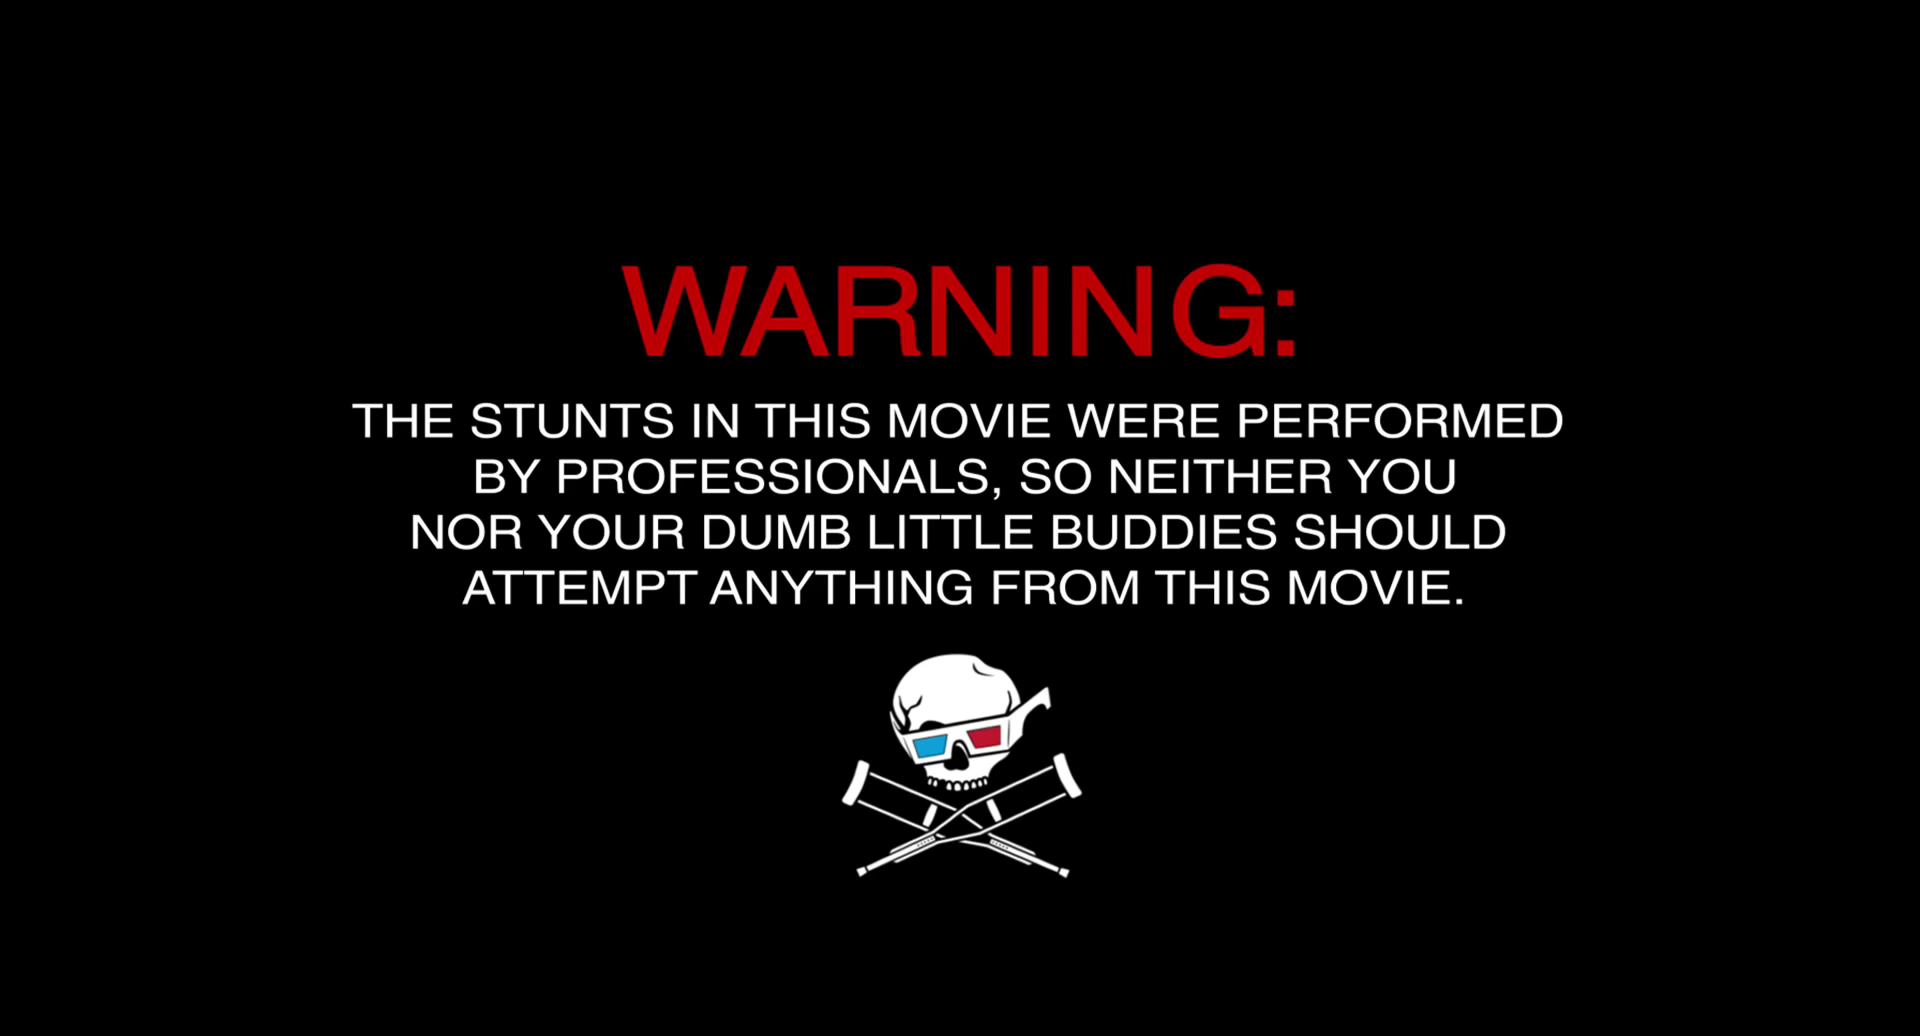 WARNING:
THE STUNTS IN THIS MOVIE WERE PERFORMED
BY PROFESSIONALS, SO NEITHER YOU
NOR YOUR DUMB LITTLE BUDDIES SHOULD
ATTEMPT ANYTHING FROM THIS MOVIE.